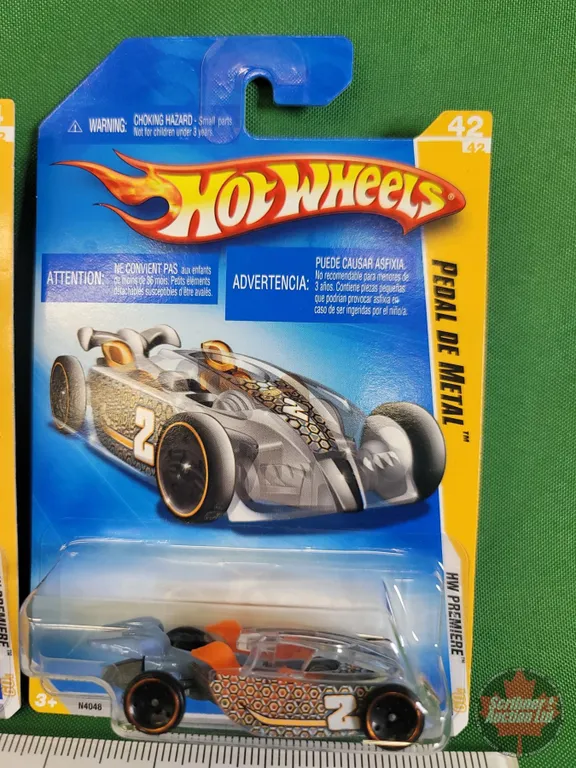 WARNING: CHOKING HAZARD - Small parts
Not for children under 3 years.
42
42
HOT WHEELS
ATTENTION: NE CONVIENT PAS aux enfants
de moins de 36 mois. Petits éléments
détachables susceptibles d'être avalés.
ADVERTENCIA: PUEDE CAUSAR ASFIXIA.
No recomendable para menores de
3 años. Contiene piezas pequeñas
que podrían provocar asfixia en
caso de ser ingeridas por el niño/a.
PEDAL DE METAL™
2
2
HW PREMIERE™
2
3+
N4048
Scribner
Auction Ltd.